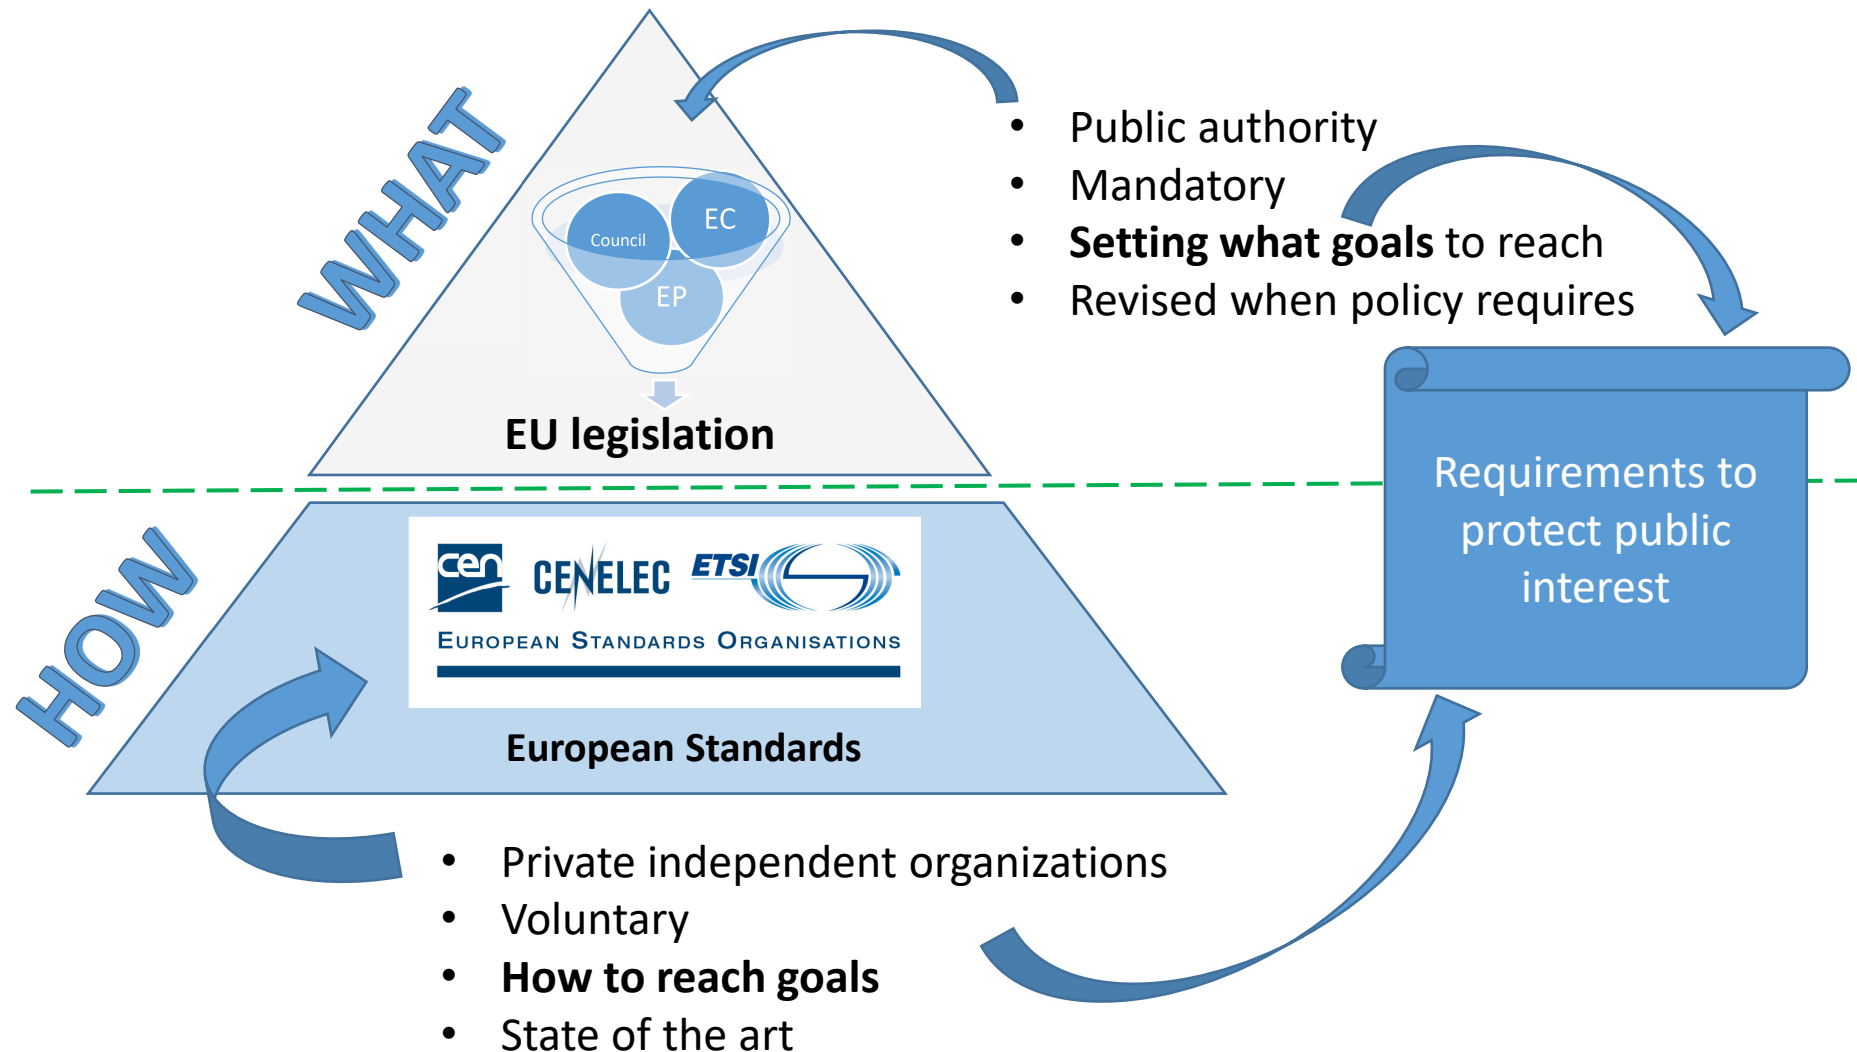 WHAT
Council
EC
EP
EU legislation
• Public authority
• Mandatory
• Setting what goals to reach
• Revised when policy requires
Requirements to
protect public
interest
HOW
cen
CENELEC
ETSI
EUROPEAN STANDARDS ORGANISATIONS
European Standards
• Private independent organizations
• Voluntary
• How to reach goals
• State of the art